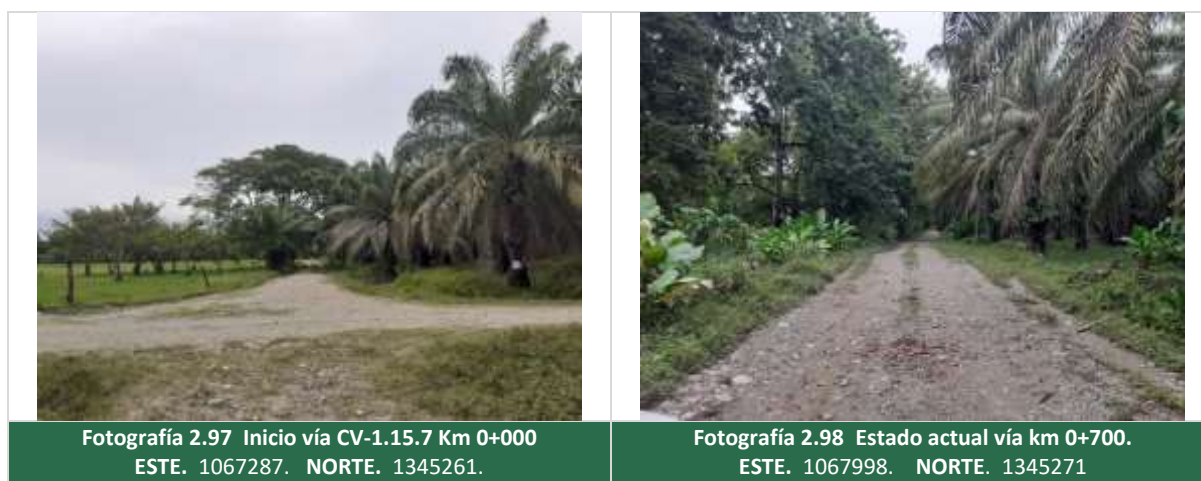 Fotografía 2.97 Inicio vía CV-1.15.7 Km 0+000
ESTE. 1067287. NORTE. 1345261.
Fotografía 2.98 Estado actual vía km 0+700.
ESTE. 1067998. NORTE. 1345271